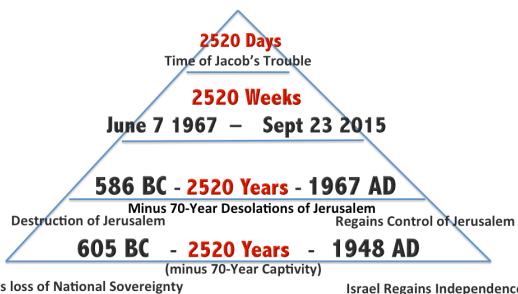 2520 Days
Time of Jacob's Trouble
2520 Weeks
June 7 1967 – Sept 23 2015
586 BC - 2520 Years - 1967 AD
Minus 70-Year Desolations of Jerusalem
Destruction of Jerusalem Regains Control of Jerusalem
605 BC - 2520 Years - 1948 AD
(minus 70-Year Captivity)
s loss of National Sovereignty Israel Regains Independence